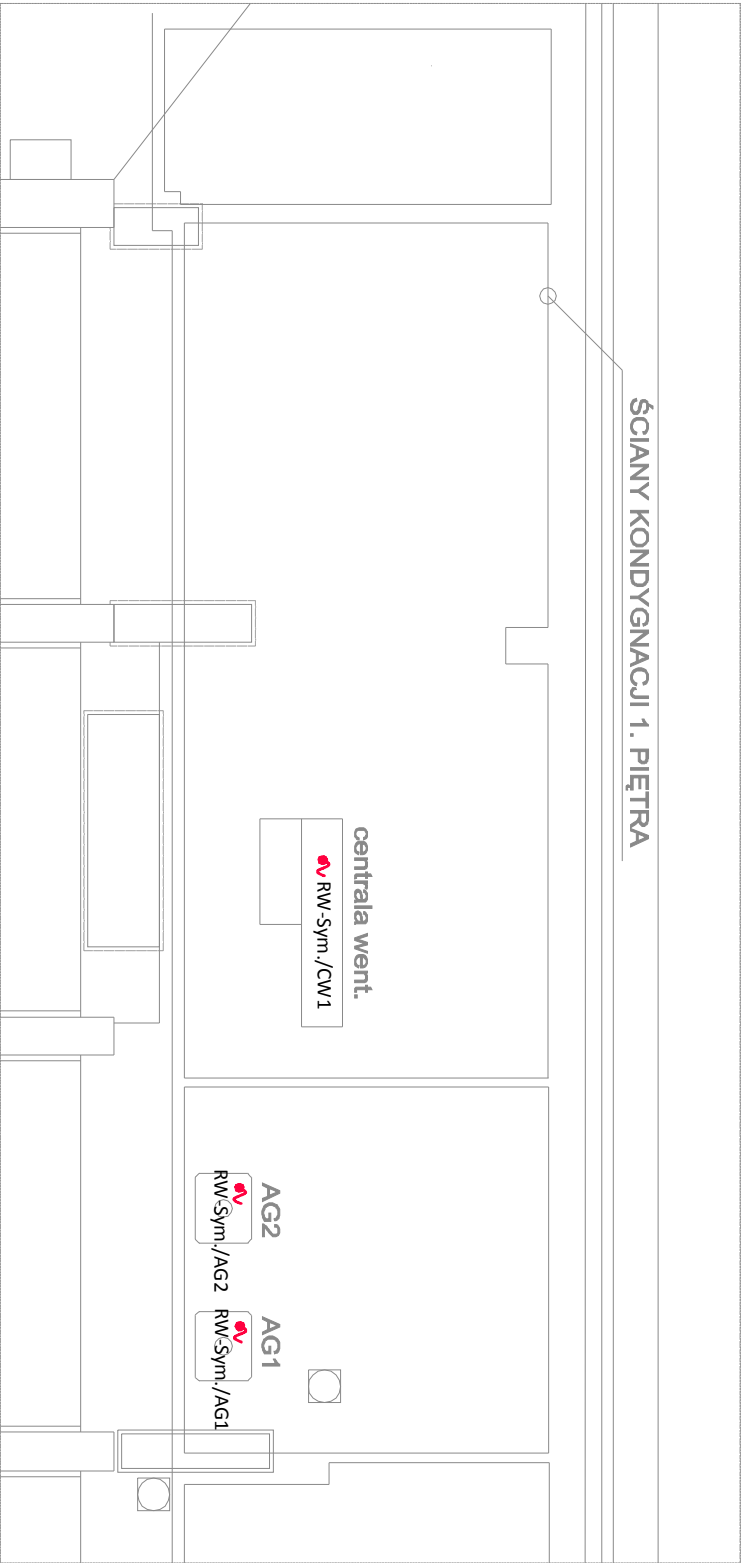 ŚCIANY KONDYGNACJI 1. PIĘTRA
centrala went.
RW-Sym./CW1
AG2
RW-Sym./AG2
AG1
RW-Sym./AG1